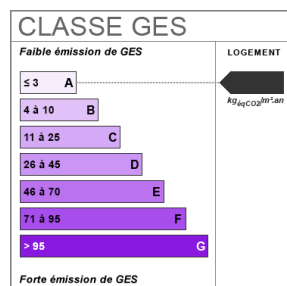 CLASSE GES
Faible émission de GES
LOGEMENT
≤ 3 A
kgéqCO2/m².an
4 à 10 B
11 à 25 C
26 à 45 D
46 à 70 E
71 à 95 F
> 95 G
Forte émission de GES